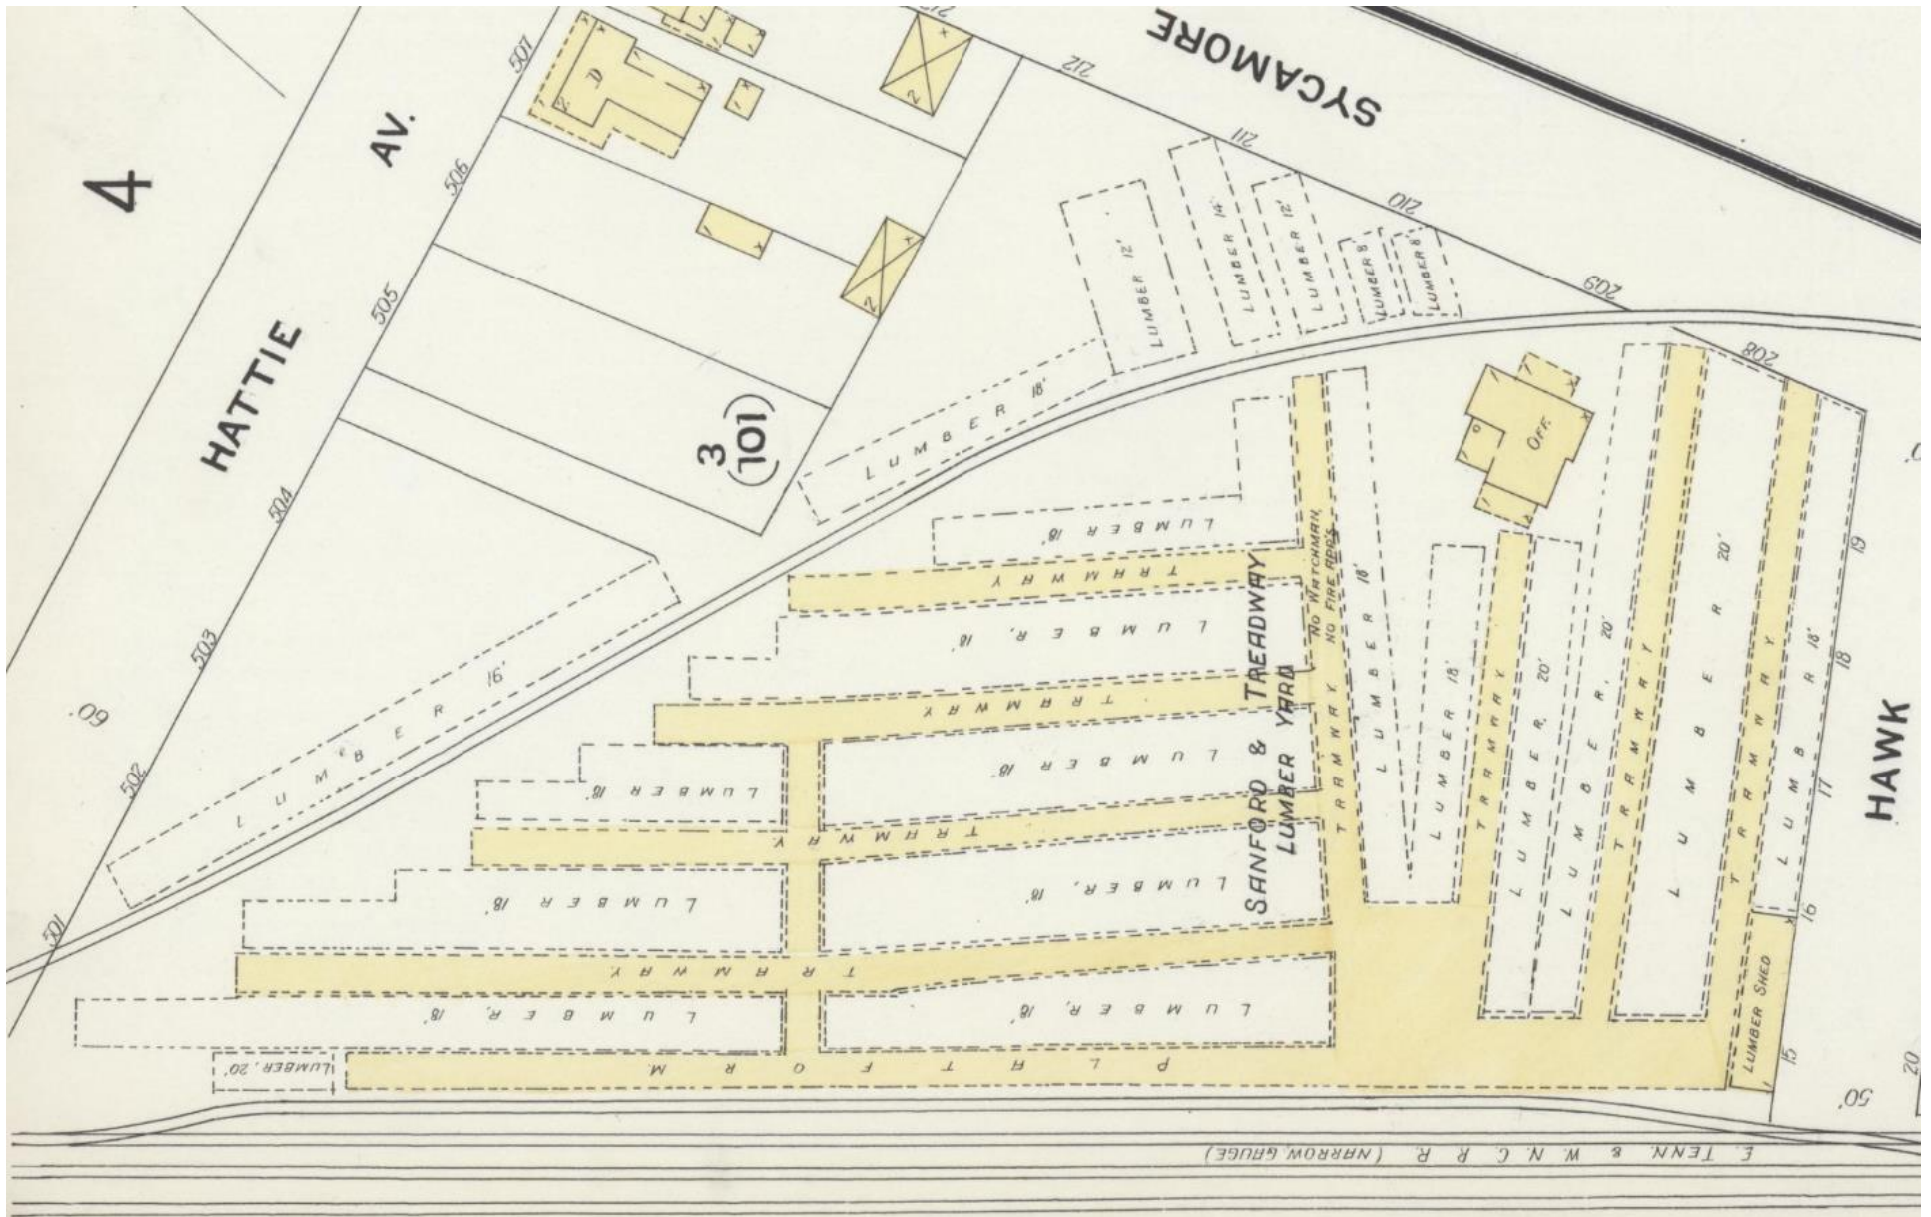 SYCAMORE
212
211
210
209
208
507
506
505
504
503
502
501
4
AV.
HATTIE
60'
2
D
2
2
3
(101)
LUMBER 12'
LUMBER 14'
LUMBER 12'
LUMBER 8'
LUMBER 8'
LUMBER 18'
LUMBER 16'
OFF.
LUMBER 18'
TRAMWAY
LUMBER, 18'
TRAMWAY
LUMBER 18'
LUMBER 18'
TRAMWAY
LUMBER 18'
LUMBER, 18'
TRAMWAY
LUMBER, 18'
LUMBER, 18'
LUMBER, 20'
PLATFORM
SANFORD & TREADWAY
LUMBER YARD
NO WATCHMAN,
NO FIRE APP'S
TRAMWAY
LUMBER 18'
LUMBER 18'
TRAMWAY
LUMBER, 20'
LUMBER, 20'
TRAMWAY
LUMBER 20'
TRAMWAY
LUMBR 18'
LUMBER SHED
19
18
17
16
15
HAWK
50'
20
E. TENN. & W. N. C. R R. (NARROW, GAUGE)